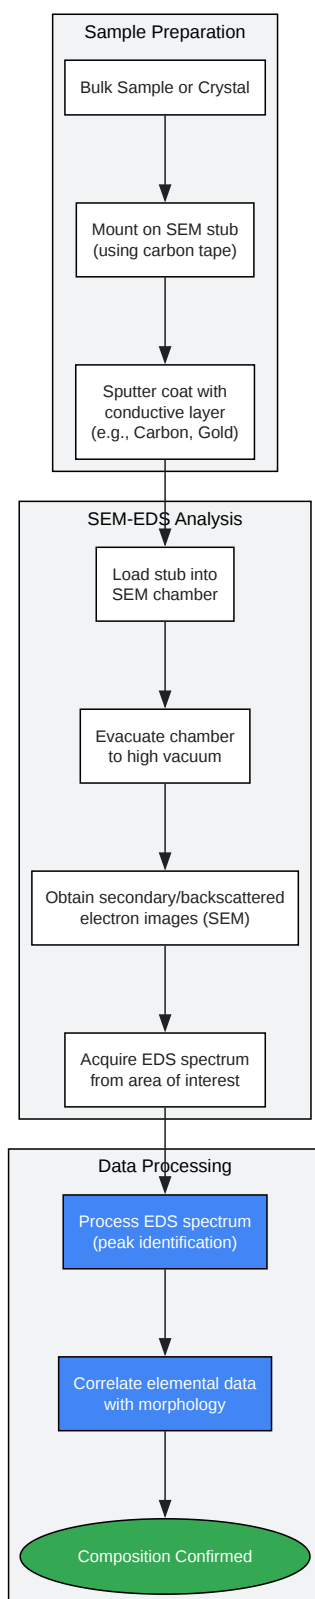 Sample Preparation
Bulk Sample or Crystal
Mount on SEM stub
(using carbon tape)
Sputter coat with
conductive layer
(e.g., Carbon, Gold)
SEM-EDS Analysis
Load stub into
SEM chamber
Evacuate chamber
to high vacuum
Obtain secondary/backscattered
electron images (SEM)
Acquire EDS spectrum
from area of interest
Data Processing
Process EDS spectrum
(peak identification)
Correlate elemental data
with morphology
Composition Confirmed